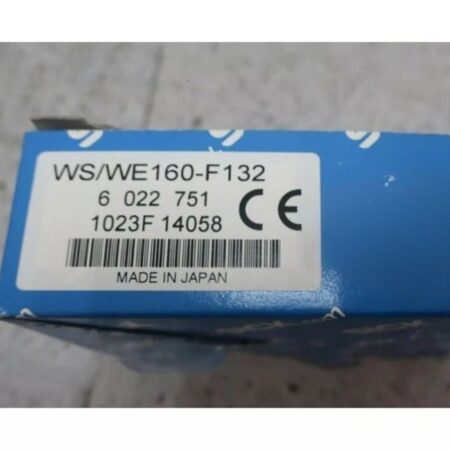 WS/WE160-F132
6 022 751
1023F 14058
CE
MADE IN JAPAN